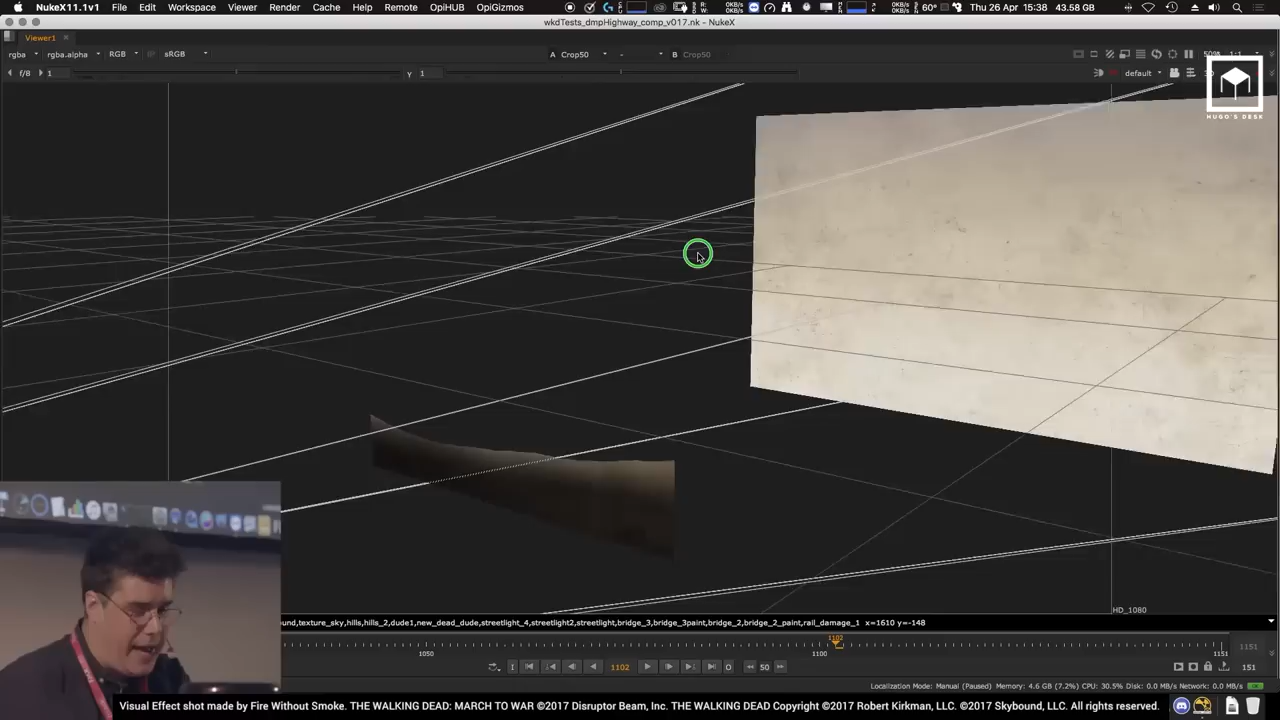 NukeX11.1v1 File Edit Workspace Viewer Render Cache Remote OpiHUB OpiGizmos 60° Thu 26 Apr 15:38 43.58 GB
wkdTests_dmpHighway_comp_v017.nk - NukeX
Viewer1
rgba rgba.alpha RGB sRGB A Crop50 - B Crop50 1:1
f/8 1 Y 1 default
HUGO'S DESK
HD_1080
und,texture_sky,hills,hills_2,dude1,new_dead_dude,streetlight_4,streetlight2,streetlight,bridge_3,bridge_3paint,bridge_2,bridge_2_paint,rail_damage_1 x=1610 y=-148
1102
1050 1100 1151
1151
1102 50 151
Localization Mode: Manual (Paused) Memory: 4.6 GB (7.2%) CPU: 30.5% Disk: 0.0 MB/s Network: 0.0 MB/s
Visual Effect shot made by Fire Without Smoke. THE WALKING DEAD: MARCH TO WAR ©2017 Disruptor Beam, Inc. THE WALKING DEAD Copyright ©2017 Robert Kirkman, LLC. ©2017 Skybound, LLC. All rights reserved.